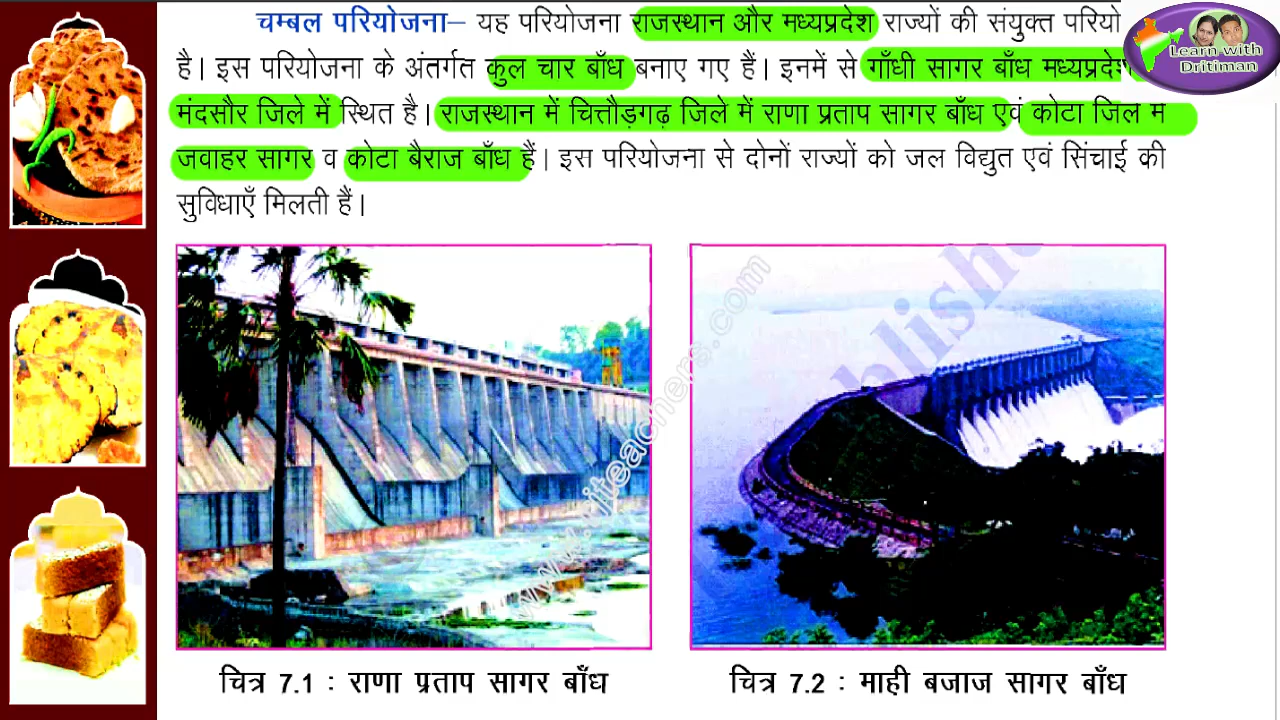 चम्बल परियोजना– यह परियोजना राजस्थान और मध्यप्रदेश राज्यों की संयुक्त
है। इस परियोजना के अंतर्गत कुल चार बाँध बनाए गए हैं। इनमें से गाँधी सागर बाँध मध्यप्रदेश
मंदसौर जिले में स्थित है। राजस्थान में चित्तौड़गढ़ जिले में राणा प्रताप सागर बाँध एवं कोटा
जवाहर सागर व कोटा बैराज बाँध हैं। इस परियोजना से दोनों राज्यों को जल विद्युत एवं सिंचाई की
सुविधाएँ मिलती हैं।
Learn with
Dritiman
चित्र 7.1 : राणा प्रताप सागर बाँध
चित्र 7.2 : माही बजाज सागर बाँध